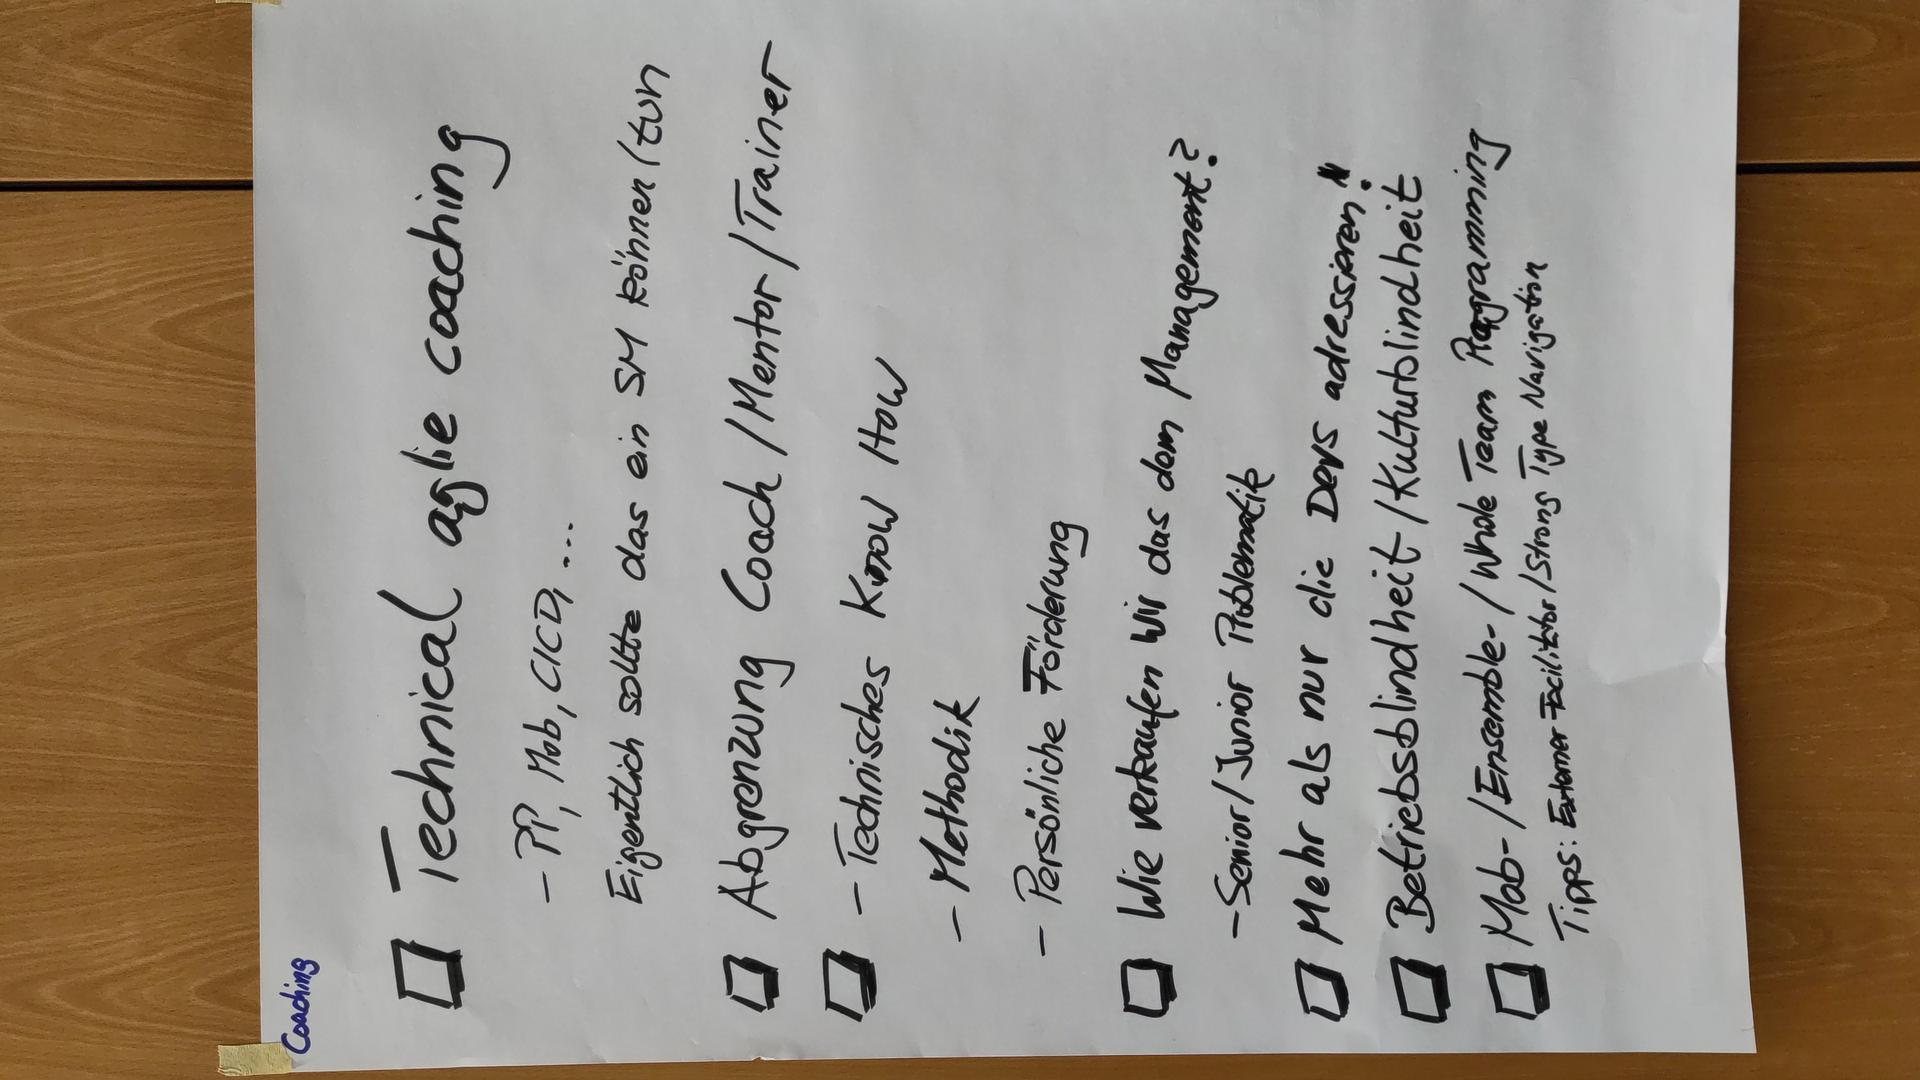 Coaching
Technical aglie coaching
- PP, Mob, CICD, ...
Eigentlich sollte das ein SM können/tun
Abgrenzung Coach/Mentor/Trainer
- Technisches Know How
- Methodik
- Persönliche Förderung
Wie verkaufen wir das dem Management?
- Senior/Junior Problematik
Mehr als nur die Devs adressieren!!
Betriebsblindheit/Kulturblindheit
Mob-/Ensemble-/Whole Team Programming
Tipps: Externer Facilitator/Strong Type Navigation